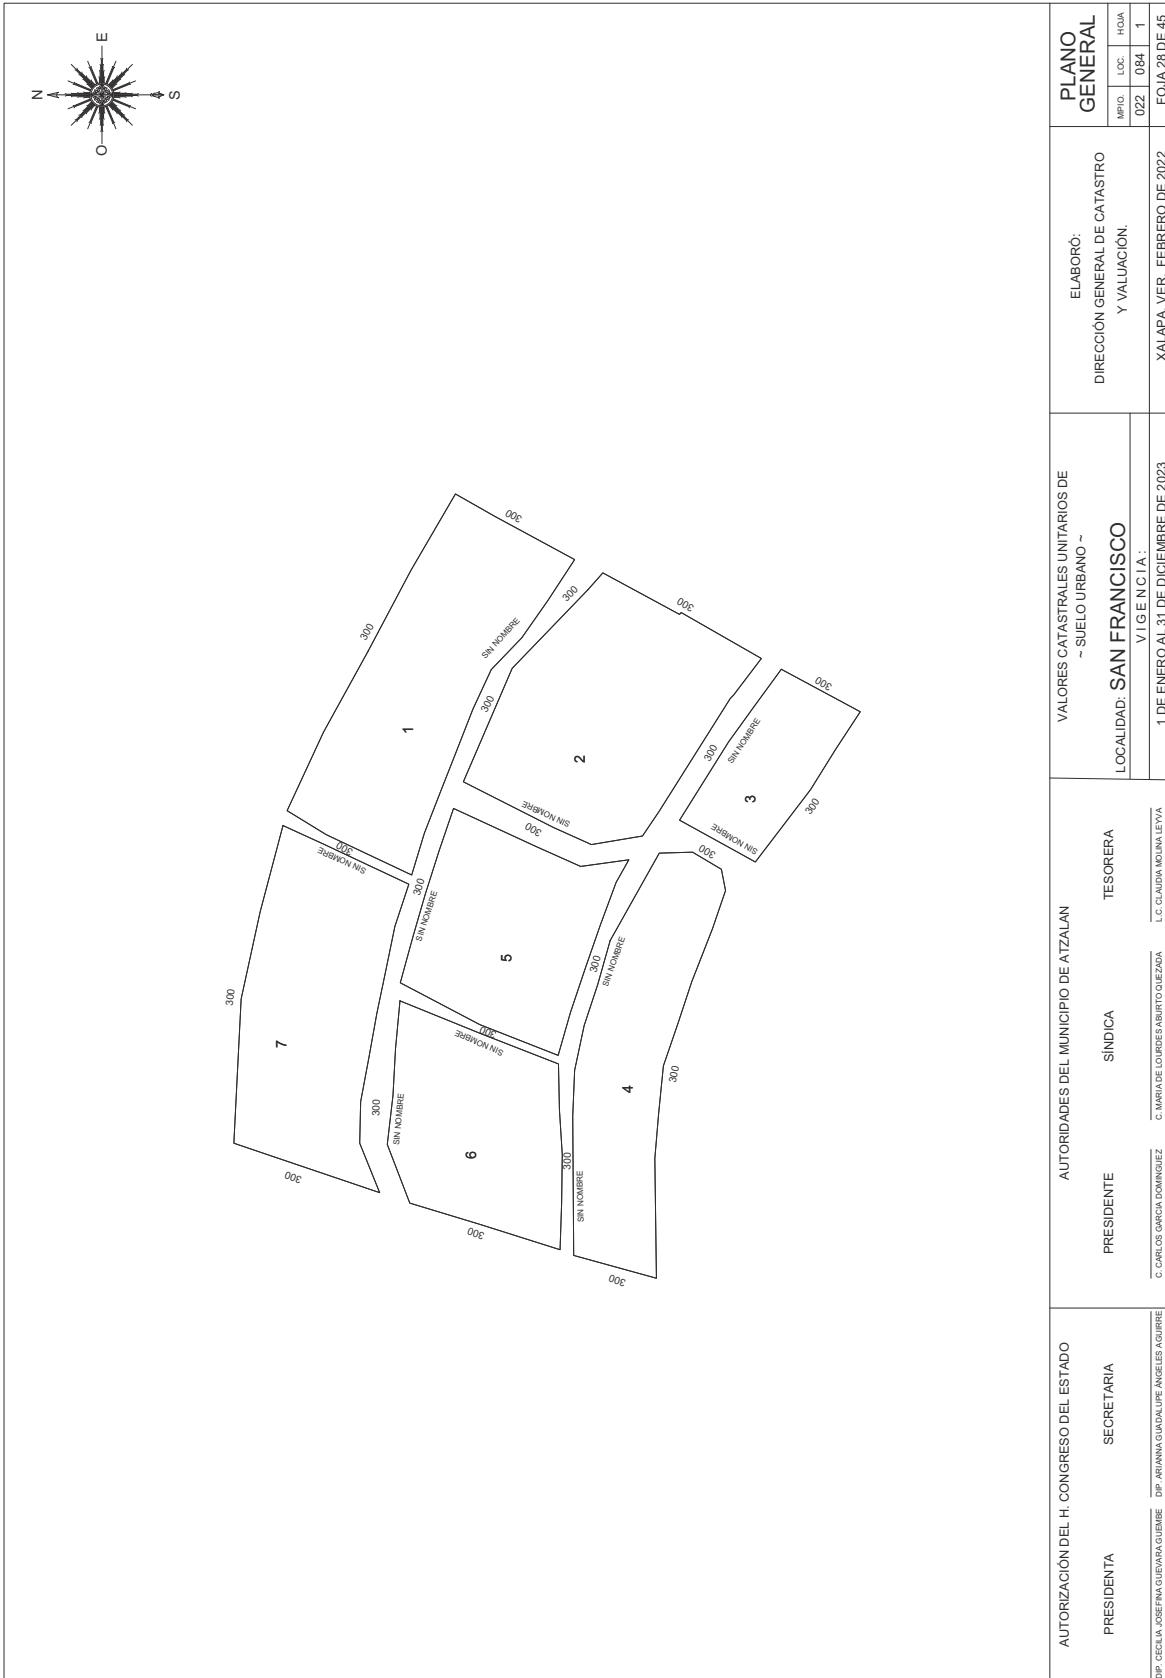 N
E
S
O
300
1
300
300
SIN NOMBRE
300
300
SIN NOMBRE
300
2
SIN NOMBRE
300
300
300
SIN NOMBRE
3
SIN NOMBRE
300
300
7
300
300
300
SIN NOMBRE
5
300
SIN NOMBRE
300
SIN NOMBRE
6
300
SIN NOMBRE
300
SIN NOMBRE
4
300
300
300
300
SIN NOMBRE
AUTORIZACIÓN DEL H. CONGRESO DEL ESTADO
PRESIDENTA
SECRETARIA
DIP. CECILIA JOSEFINA GUEVARA GUEMBE
DIP. ARIANNA GUADALUPE ÁNGELES AGUIRRE
AUTORIDADES DEL MUNICIPIO DE ATZALAN
PRESIDENTE
SÍNDICA
TESORERA
C. CARLOS GARCIA DOMINGUEZ
C. MARIA DE LOURDES ABURTO QUEZADA
L.C. CLAUDIA MOLINA LEYVA
VALORES CATASTRALES UNITARIOS DE
~ SUELO URBANO ~
LOCALIDAD: SAN FRANCISCO
VIGENCIA:
1 DE ENERO AL 31 DE DICIEMBRE DE 2023
ELABORÓ:
DIRECCIÓN GENERAL DE CATASTRO
Y VALUACIÓN.
XALAPA, VER., FEBRERO DE 2022
PLANO
GENERAL
MPIO. LOC. HOJA
022 084 1
FOJA 28 DE 45